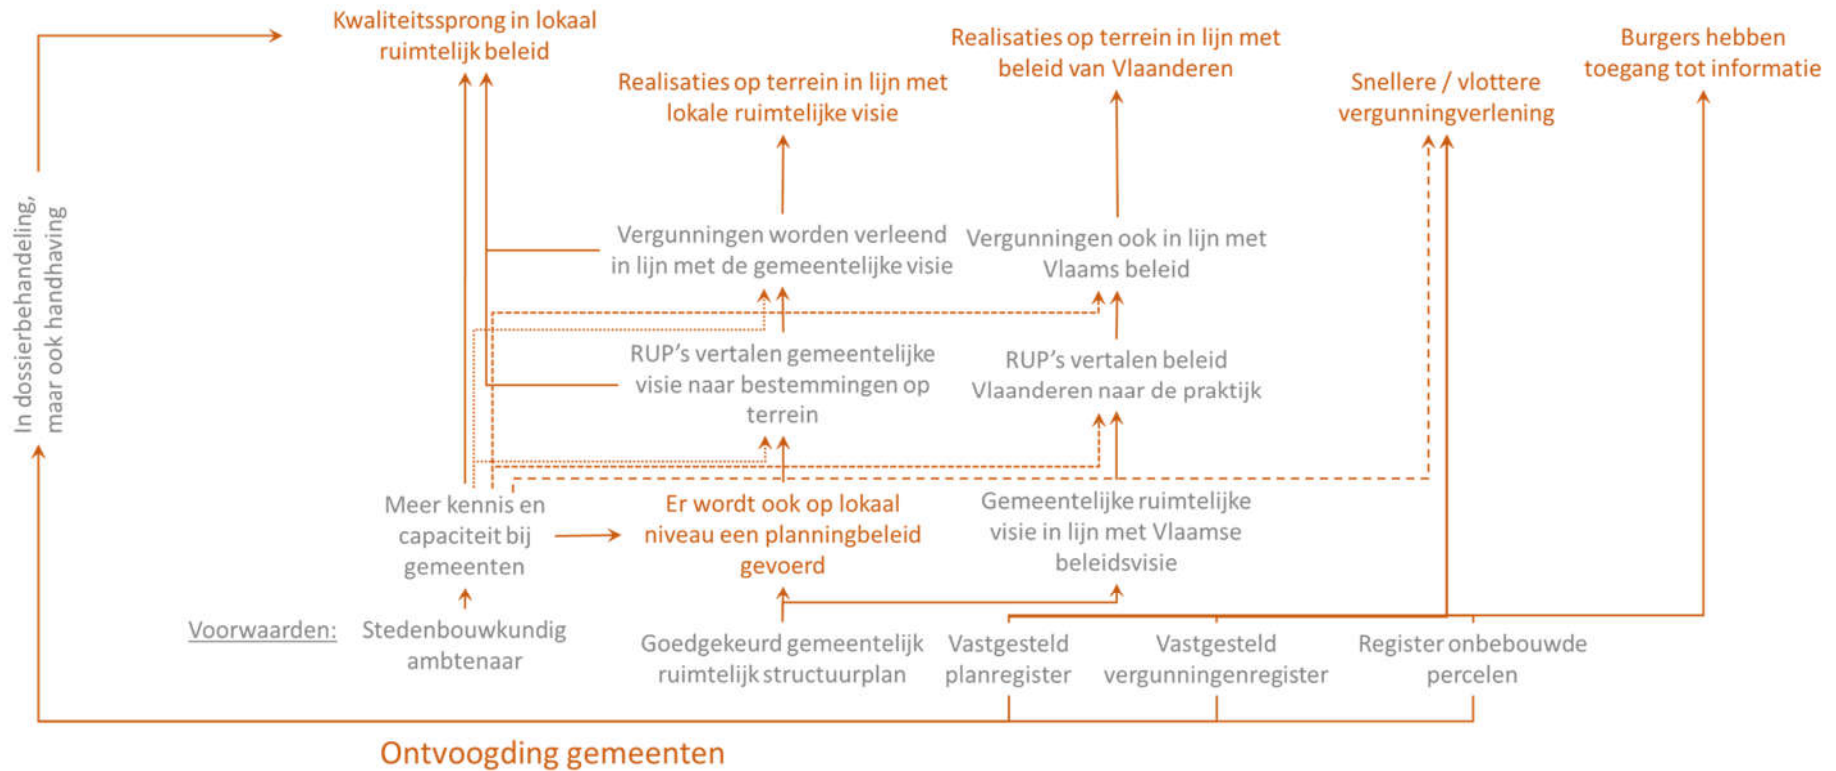 Kwaliteitssprong in lokaal
ruimtelijk beleid
Realisaties op terrein in lijn met
lokale ruimtelijke visie
Realisaties op terrein in lijn met
beleid van Vlaanderen
Snellere / vlottere
vergunningverlening
Burgers hebben
toegang tot informatie
In dossierbehandeling,
maar ook handhaving
Vergunningen worden verleend
in lijn met de gemeentelijke visie
Vergunningen ook in lijn met
Vlaams beleid
RUP's vertalen gemeentelijke
visie naar bestemmingen op
terrein
RUP's vertalen beleid
Vlaanderen naar de praktijk
Meer kennis en
capaciteit bij
gemeenten
Er wordt ook op lokaal
niveau een planningbeleid
gevoerd
Gemeentelijke ruimtelijke
visie in lijn met Vlaamse
beleidsvisie
Voorwaarden:
Stedenbouwkundig
ambtenaar
Goedgekeurd gemeentelijk
ruimtelijk structuurplan
Vastgesteld
planregister
Vastgesteld
vergunningenregister
Register onbebouwde
percelen
Ontvoogding gemeenten